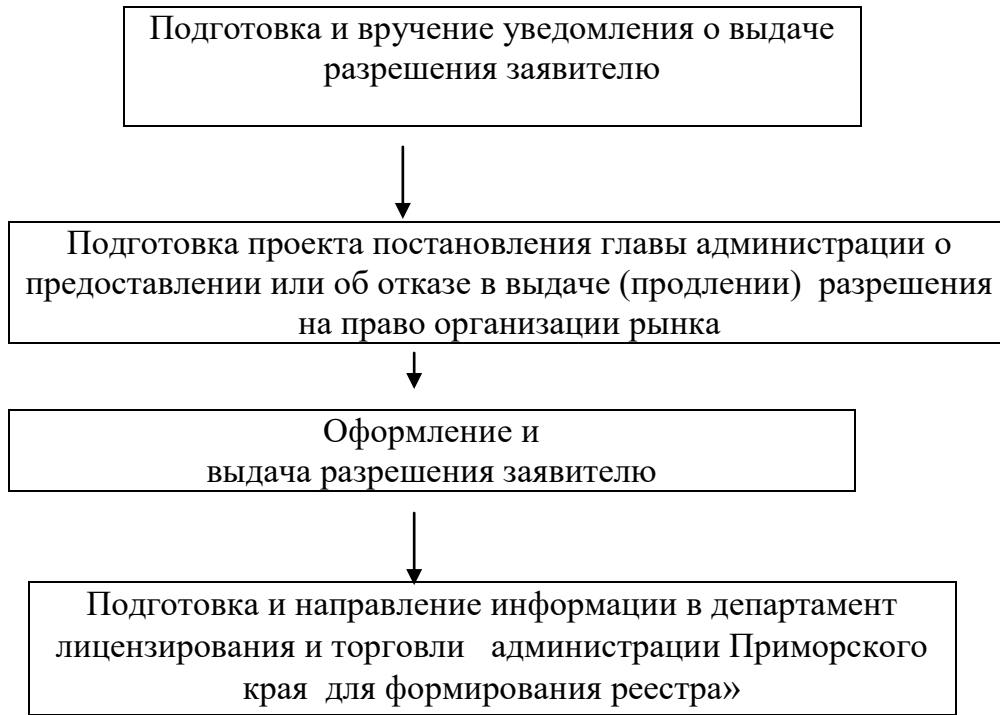 Подготовка и вручение уведомления о выдаче
разрешения заявителю
Подготовка проекта постановления главы администрации о
предоставлении или об отказе в выдаче (продлении) разрешения
на право организации рынка
Оформление и
выдача разрешения заявителю
Подготовка и направление информации в департамент
лицензирования и торговли администрации Приморского
края для формирования реестра»